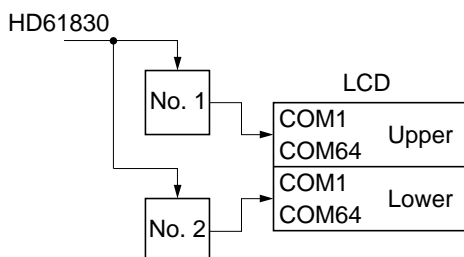 HD61830
LCD
No. 1
COM1
Upper
COM64
COM1
Lower
COM64
No. 2